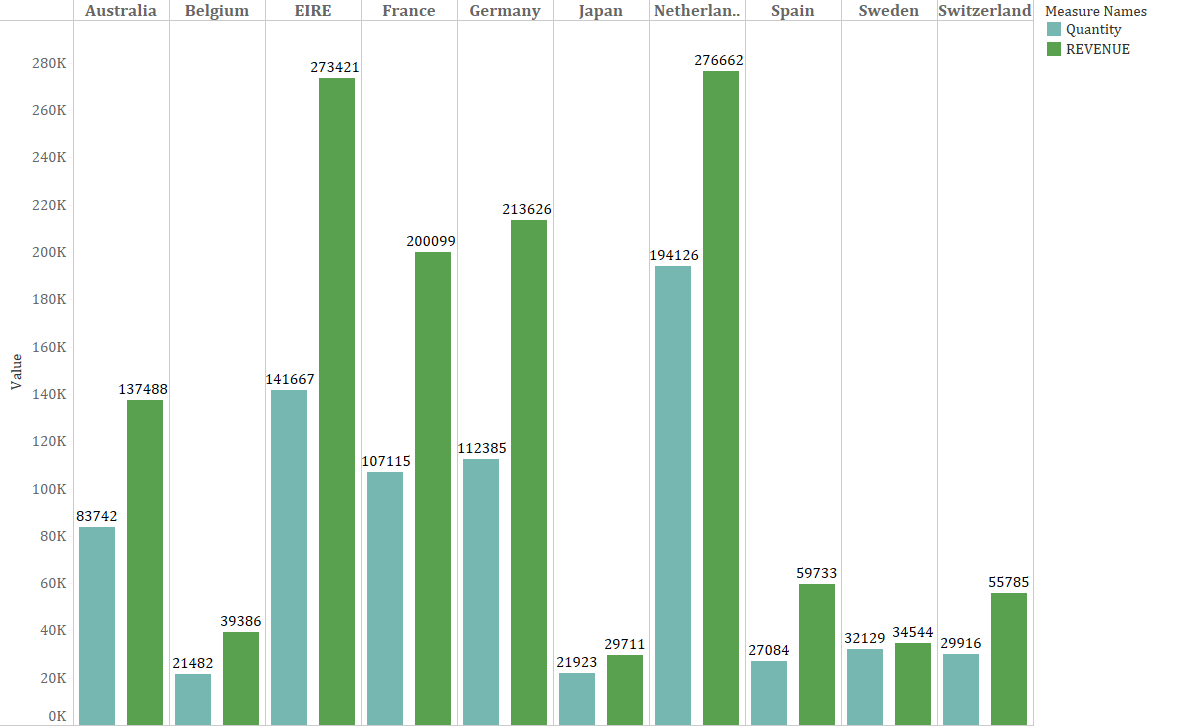 Australia Belgium EIRE France Germany Japan Netherlan.. Spain Sweden Switzerland
Measure Names
Quantity
REVENUE
Value
280K
260K
240K
220K
200K
180K
160K
140K
120K
100K
80K
60K
40K
20K
0K
83742 137488
21482 39386
141667 273421
107115 200099
112385 213626
21923 29711
194126 276662
27084 59733
32129 34544
29916 55785